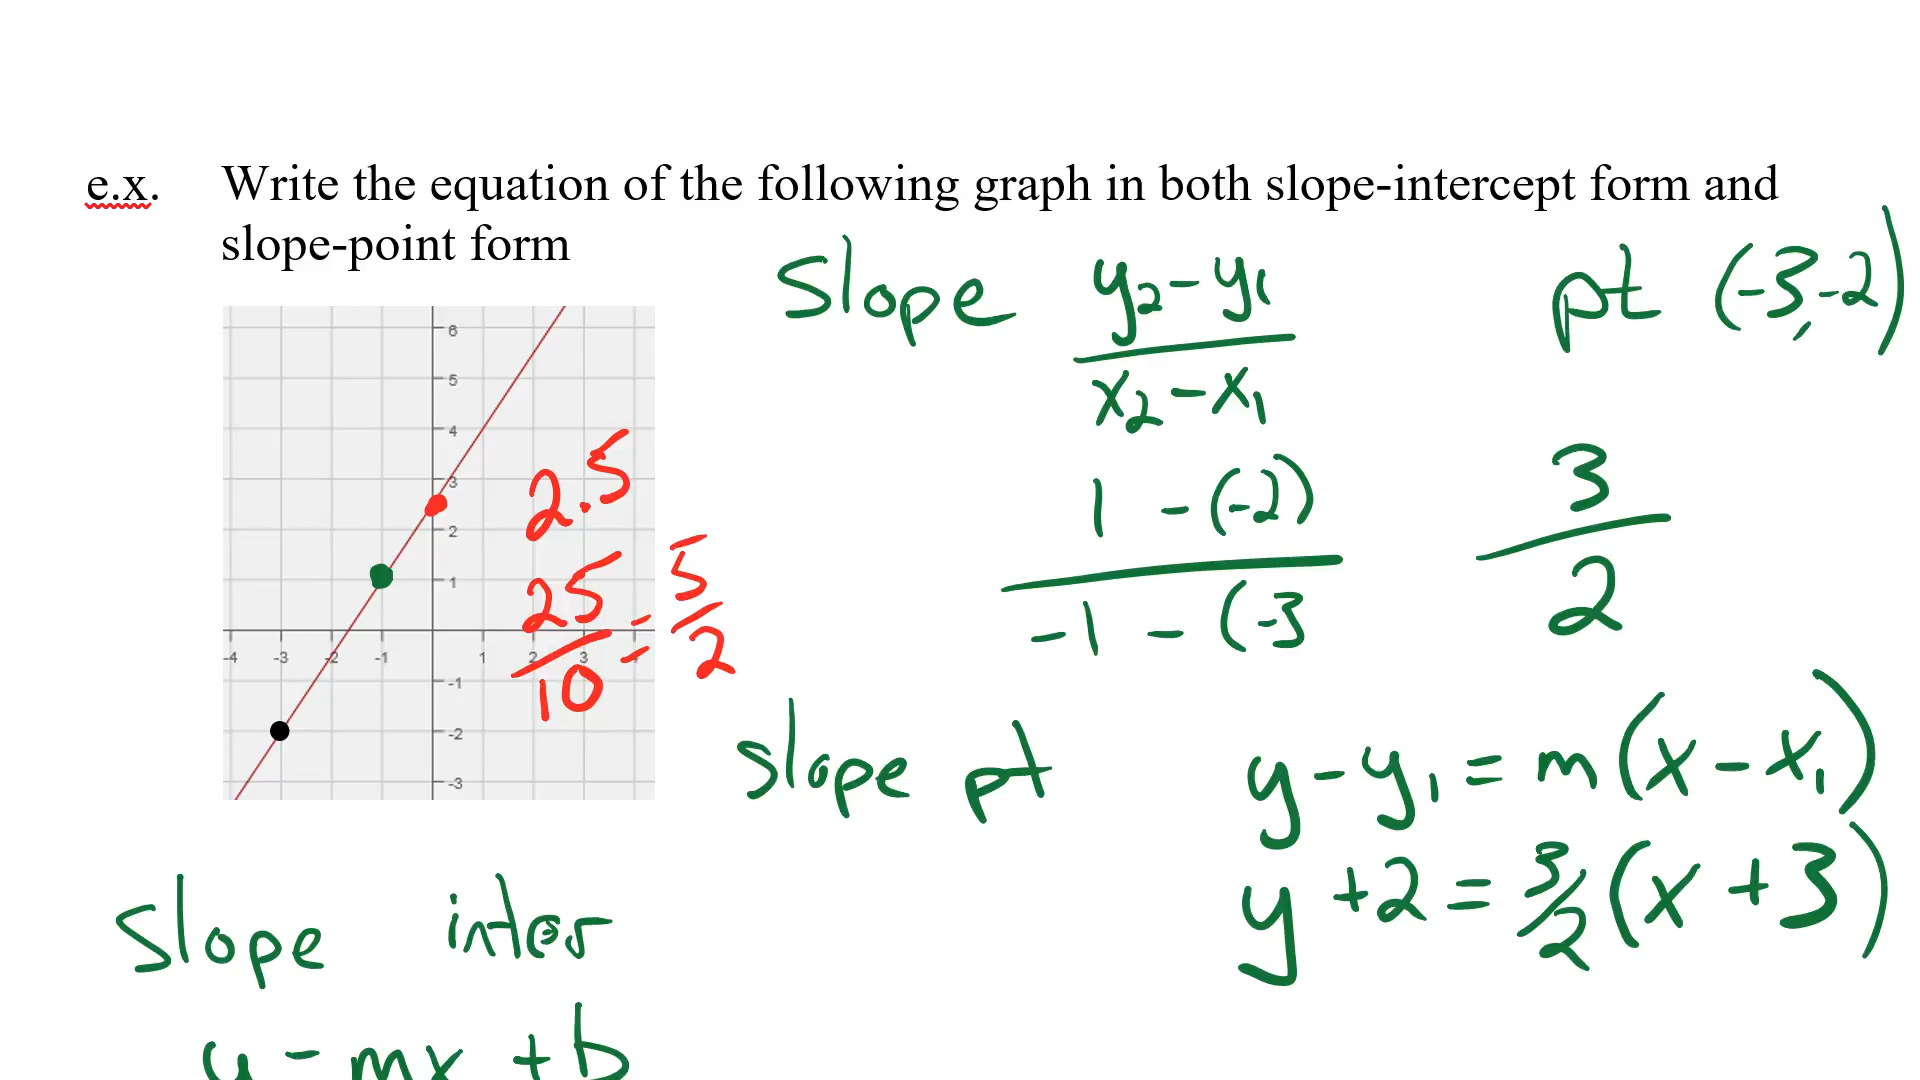 e.x. Write the equation of the following graph in both slope-intercept form and
slope-point form
Slope y₂-y₁
x₂-x₁
pt (-3,-2)
1 - (-2)
-1 - (-3
3
2
6
5
4
3
2
1
-4 -3 -2 -1 1 2 3
-1
-2
-3
2.5
25/10 = 5/2
slope pt y-y₁ = m(x-x₁)
y+2 = 3/2 (x+3)
Slope inter
y = mx + b